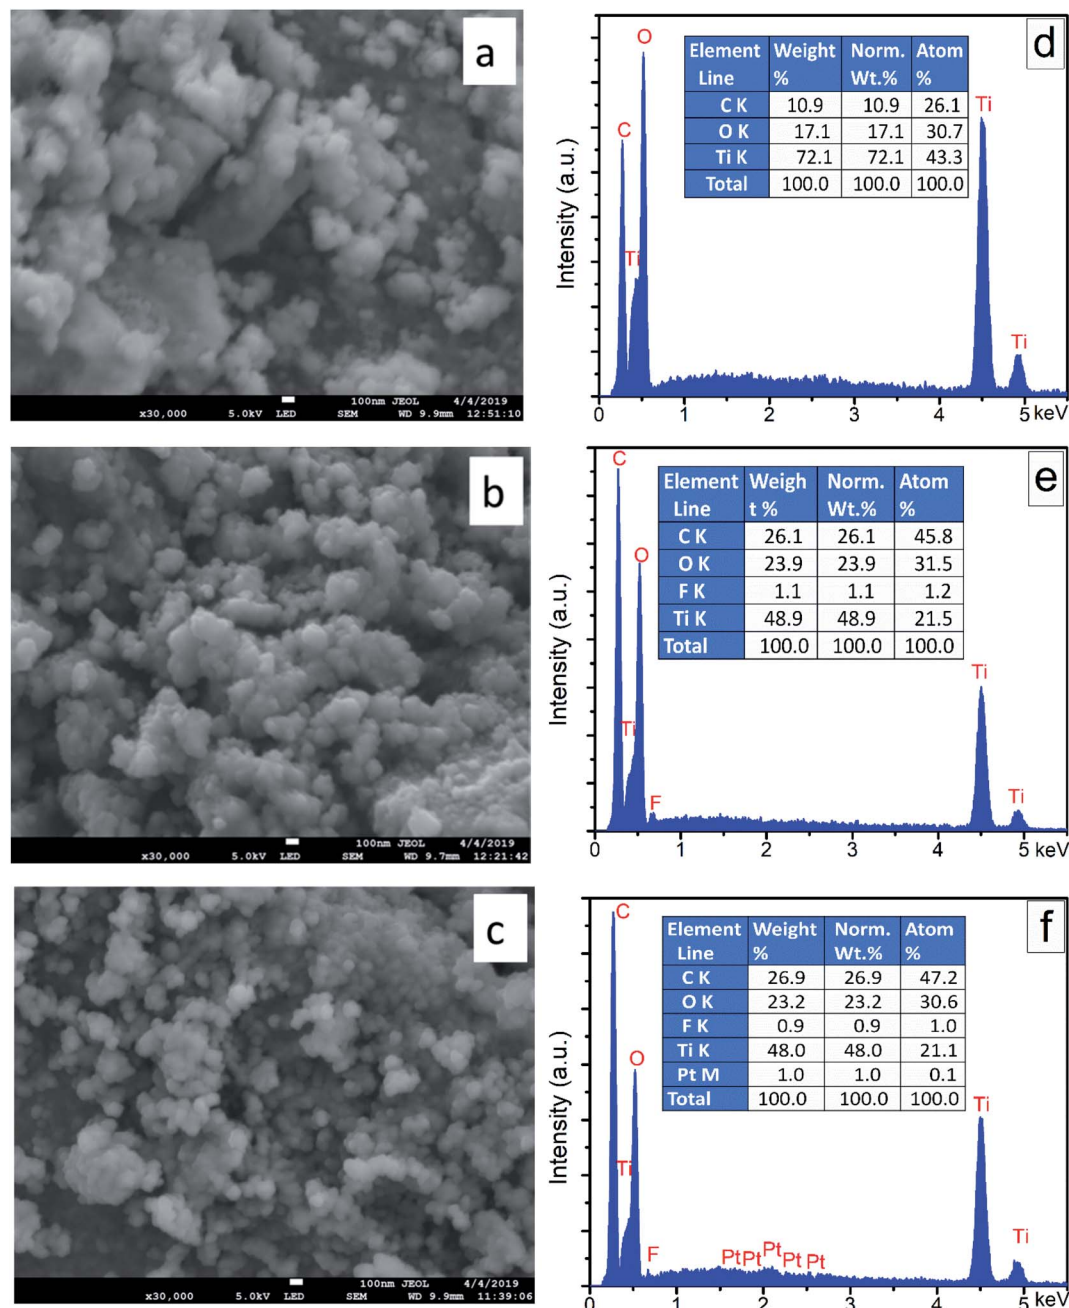 a
100nm JEOL 4/4/2019
x30,000 5.0kV LED SEM WD 9.9mm 12:51:10
d
Intensity (a.u.)
O
C
Ti
Ti
Ti
Element Line Weight % Norm. Wt.% Atom %
C K 10.9 10.9 26.1
O K 17.1 17.1 30.7
Ti K 72.1 72.1 43.3
Total 100.0 100.0 100.0
0 1 2 3 4 5 keV
b
100nm JEOL 4/4/2019
x30,000 5.0kV LED SEM WD 9.7mm 12:21:42
e
Intensity (a.u.)
C
O
Ti
F
Ti
Ti
Element Line Weigh t % Norm. Wt.% Atom %
C K 26.1 26.1 45.8
O K 23.9 23.9 31.5
F K 1.1 1.1 1.2
Ti K 48.9 48.9 21.5
Total 100.0 100.0 100.0
0 1 2 3 4 5 keV
c
100nm JEOL 4/4/2019
x30,000 5.0kV LED SEM WD 9.9mm 11:39:06
f
Intensity (a.u.)
C
O
Ti
F
Pt Pt Pt Pt Pt
Ti
Ti
Element Line Weight % Norm. Wt.% Atom %
C K 26.9 26.9 47.2
O K 23.2 23.2 30.6
F K 0.9 0.9 1.0
Ti K 48.0 48.0 21.1
Pt M 1.0 1.0 0.1
Total 100.0 100.0 100.0
0 1 2 3 4 5 keV